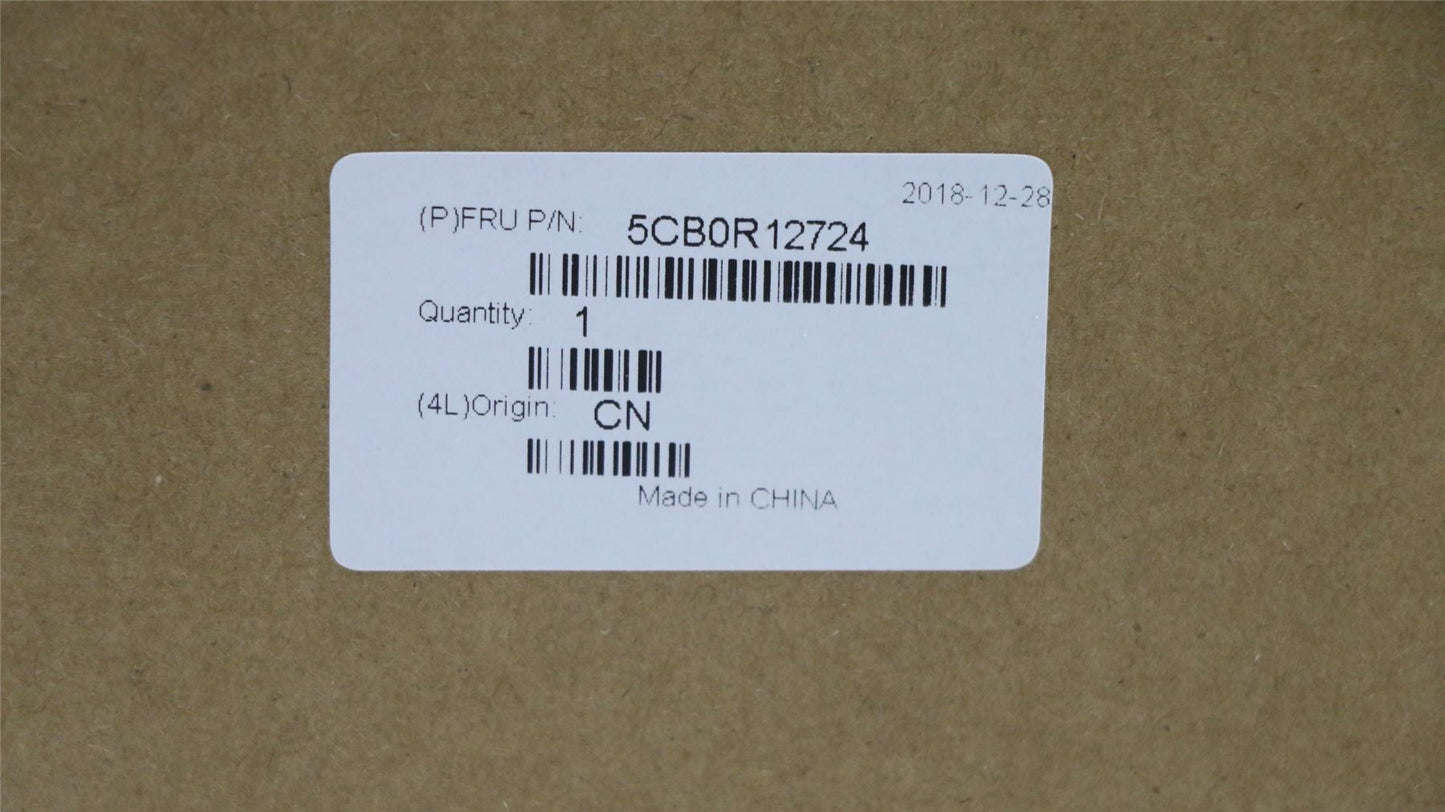 2018-12-28
(P)FRU P/N: 5CB0R12724
Quantity: 1
(4L)Origin: CN
Made in CHINA